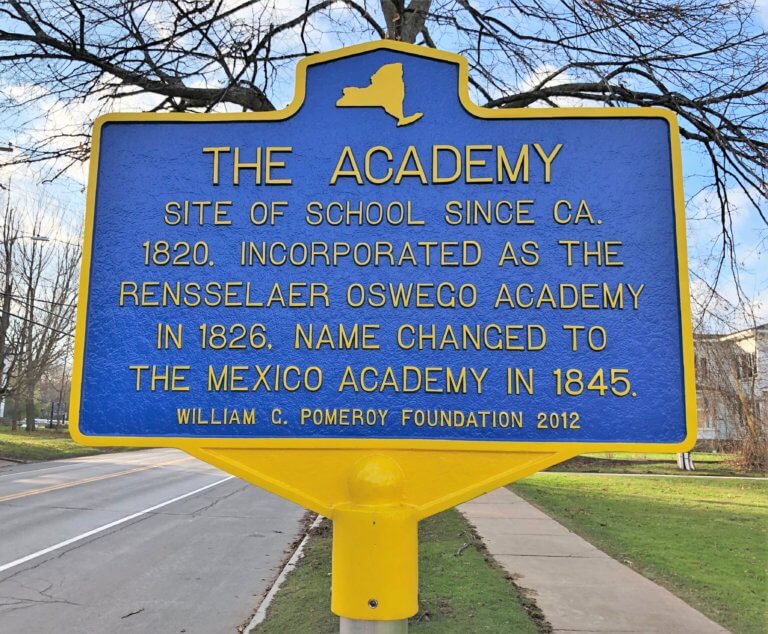 THE ACADEMY
SITE OF SCHOOL SINCE CA.
1820. INCORPORATED AS THE
RENSSELAER OSWEGO ACADEMY
IN 1826. NAME CHANGED TO
THE MEXICO ACADEMY IN 1845.
WILLIAM G. POMEROY FOUNDATION 2012